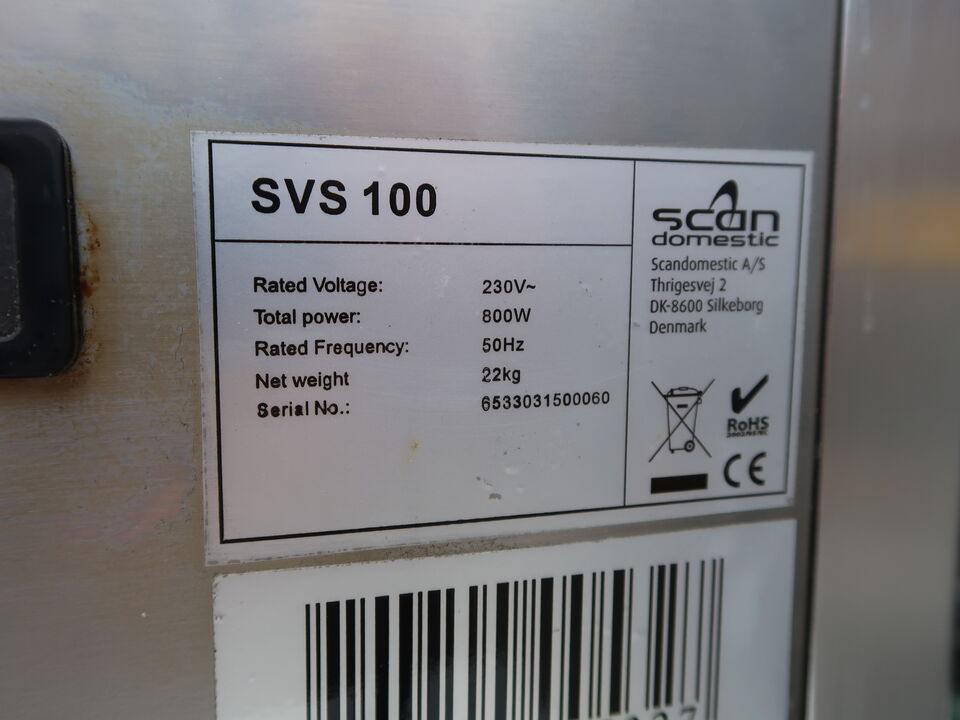 SVS 100
Rated Voltage: 230V~
Total power: 800W
Rated Frequency: 50Hz
Net weight 22kg
Serial No.: 6533031500060
scan
domestic
Scandomestic A/S
Thrigesvej 2
DK-8600 Silkeborg
Denmark
RoHS
CE